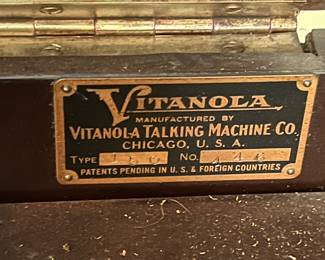 VITANOLA
MANUFACTURED BY
VITANOLA TALKING MACHINE CO.
CHICAGO, U.S.A.
TYPE No.
PATENTS PENDING IN U.S. & FOREIGN COUNTRIES